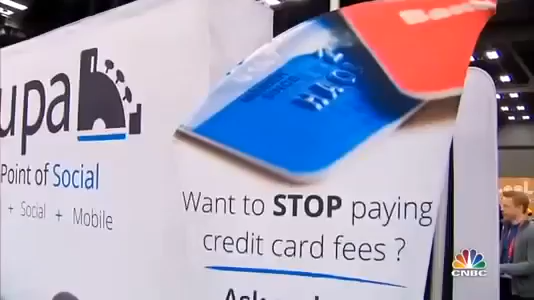 upa
Point of Social
+ Social + Mobile
Want to STOP paying
credit card fees ?
CNBC